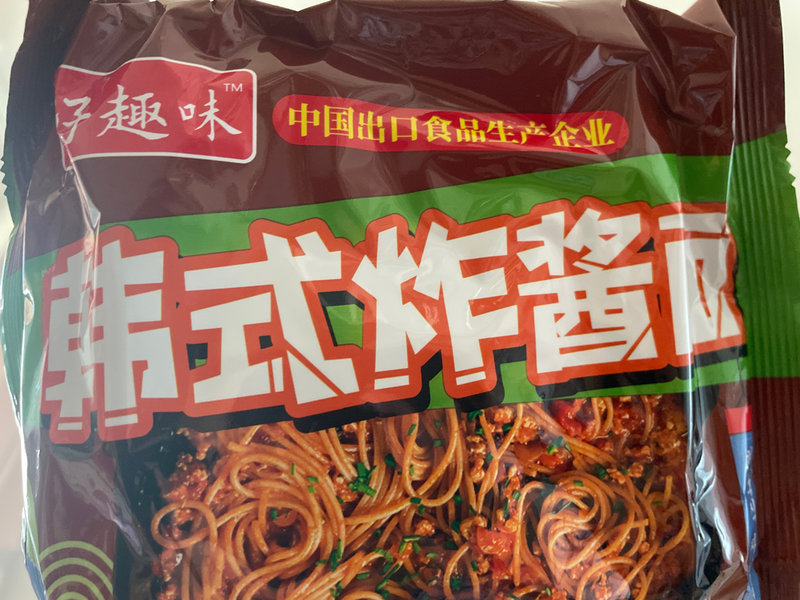 好趣味™
中国出口食品生产企业
韩式炸酱面